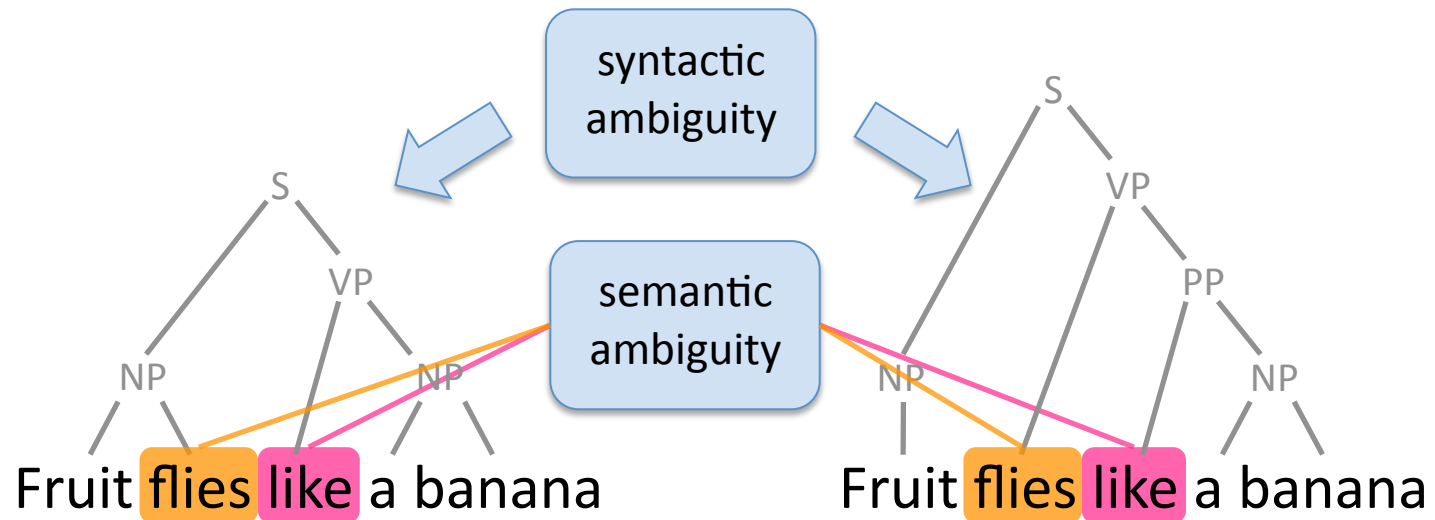 syntactic
ambiguity
S
S
VP
semantic
ambiguity
VP
PP
NP
NP
NP
NP
Fruit flies like a banana
Fruit flies like a banana